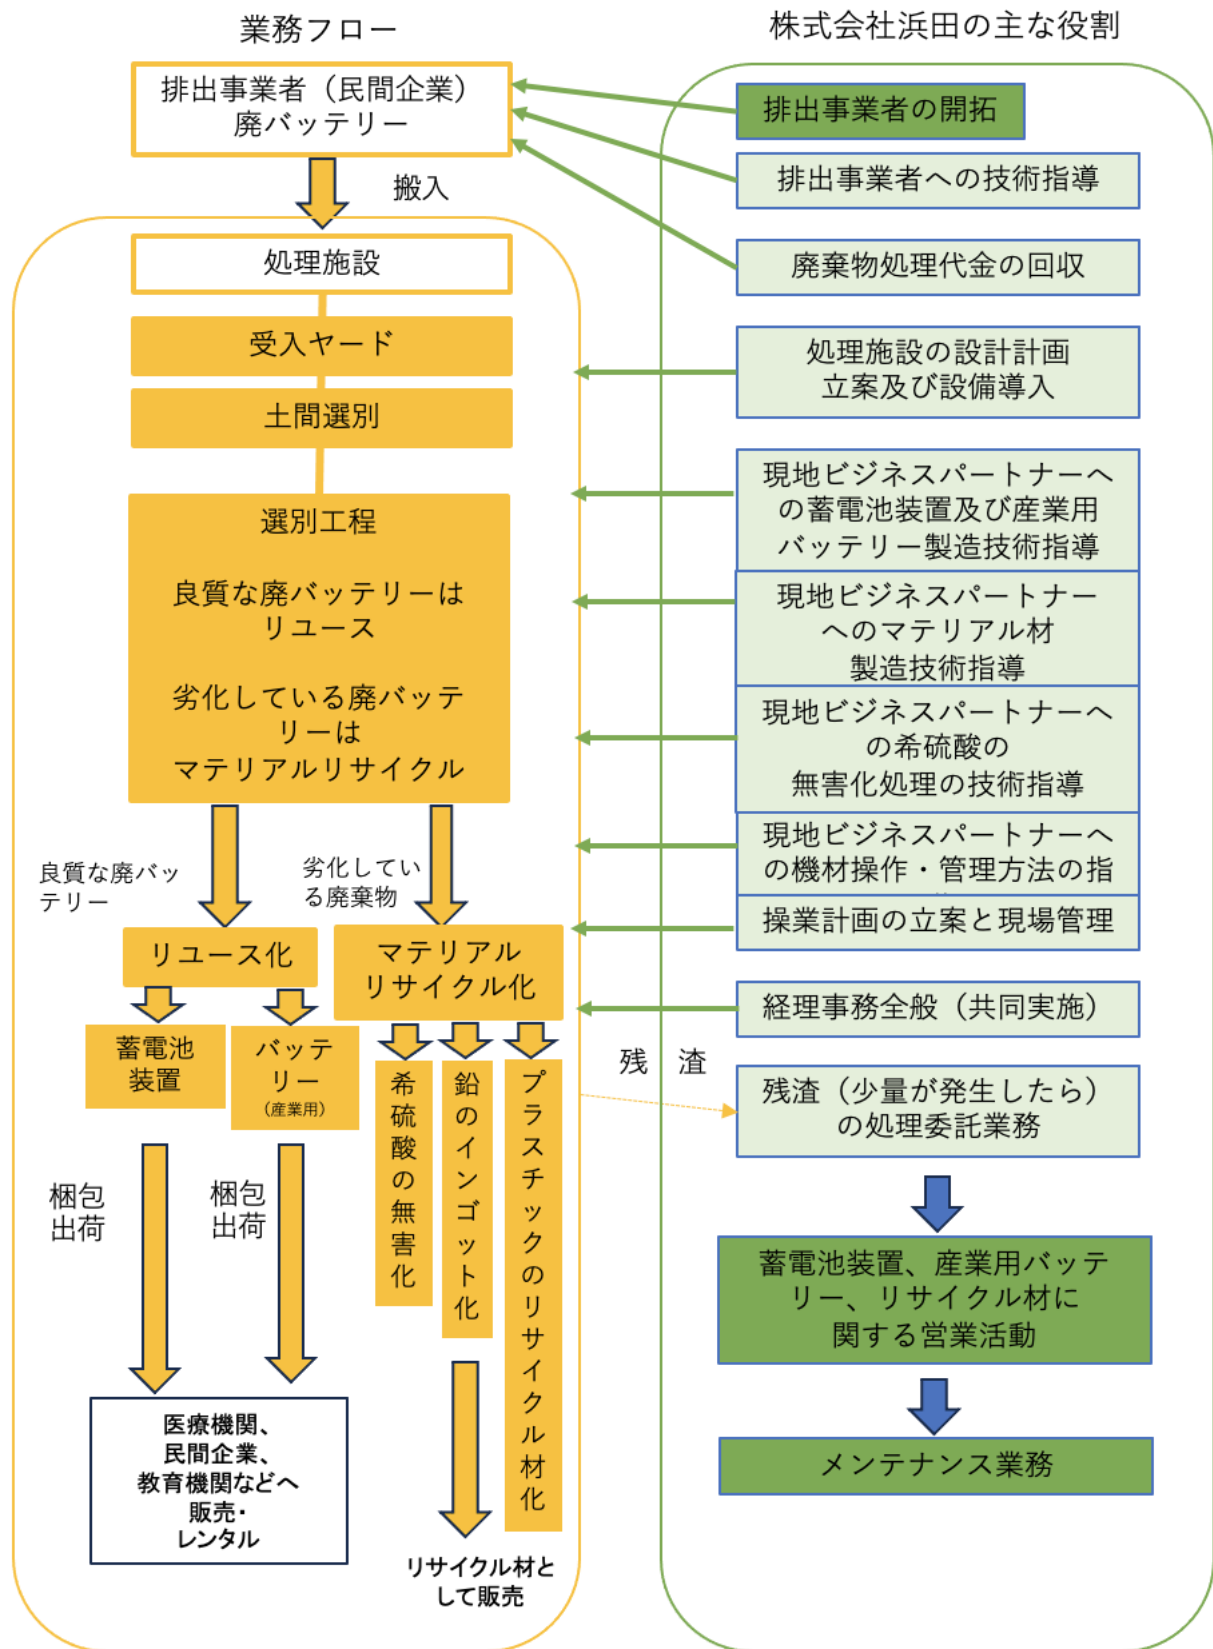 業務フロー
排出事業者（民間企業）
廃バッテリー
搬入
処理施設
受入ヤード
土間選別
選別工程
良質な廃バッテリーは
リユース
劣化している廃バッテ
リーは
マテリアルリサイクル
良質な廃バッ
テリー
劣化してい
る廃棄物
リユース化
マテリアル
リサイクル化
蓄電池
装置
バッテ
リー
（産業用）
希硫酸の無害化
鉛のインゴット化
プラスチックのリサイクル材化
梱包
出荷
梱包
出荷
医療機関、
民間企業、
教育機関などへ
販売・
レンタル
リサイクル材と
して販売
株式会社浜田の主な役割
排出事業者の開拓
排出事業者への技術指導
廃棄物処理代金の回収
処理施設の設計計画
立案及び設備導入
現地ビジネスパートナーへ
の蓄電池装置及び産業用
バッテリー製造技術指導
現地ビジネスパートナー
へのマテリアル材
製造技術指導
現地ビジネスパートナーへ
の希硫酸の
無害化処理の技術指導
現地ビジネスパートナーへ
の機材操作・管理方法の指
操業計画の立案と現場管理
経理事務全般（共同実施）
残　渣
残渣（少量が発生したら）
の処理委託業務
蓄電池装置、産業用バッテ
リー、リサイクル材に
関する営業活動
メンテナンス業務